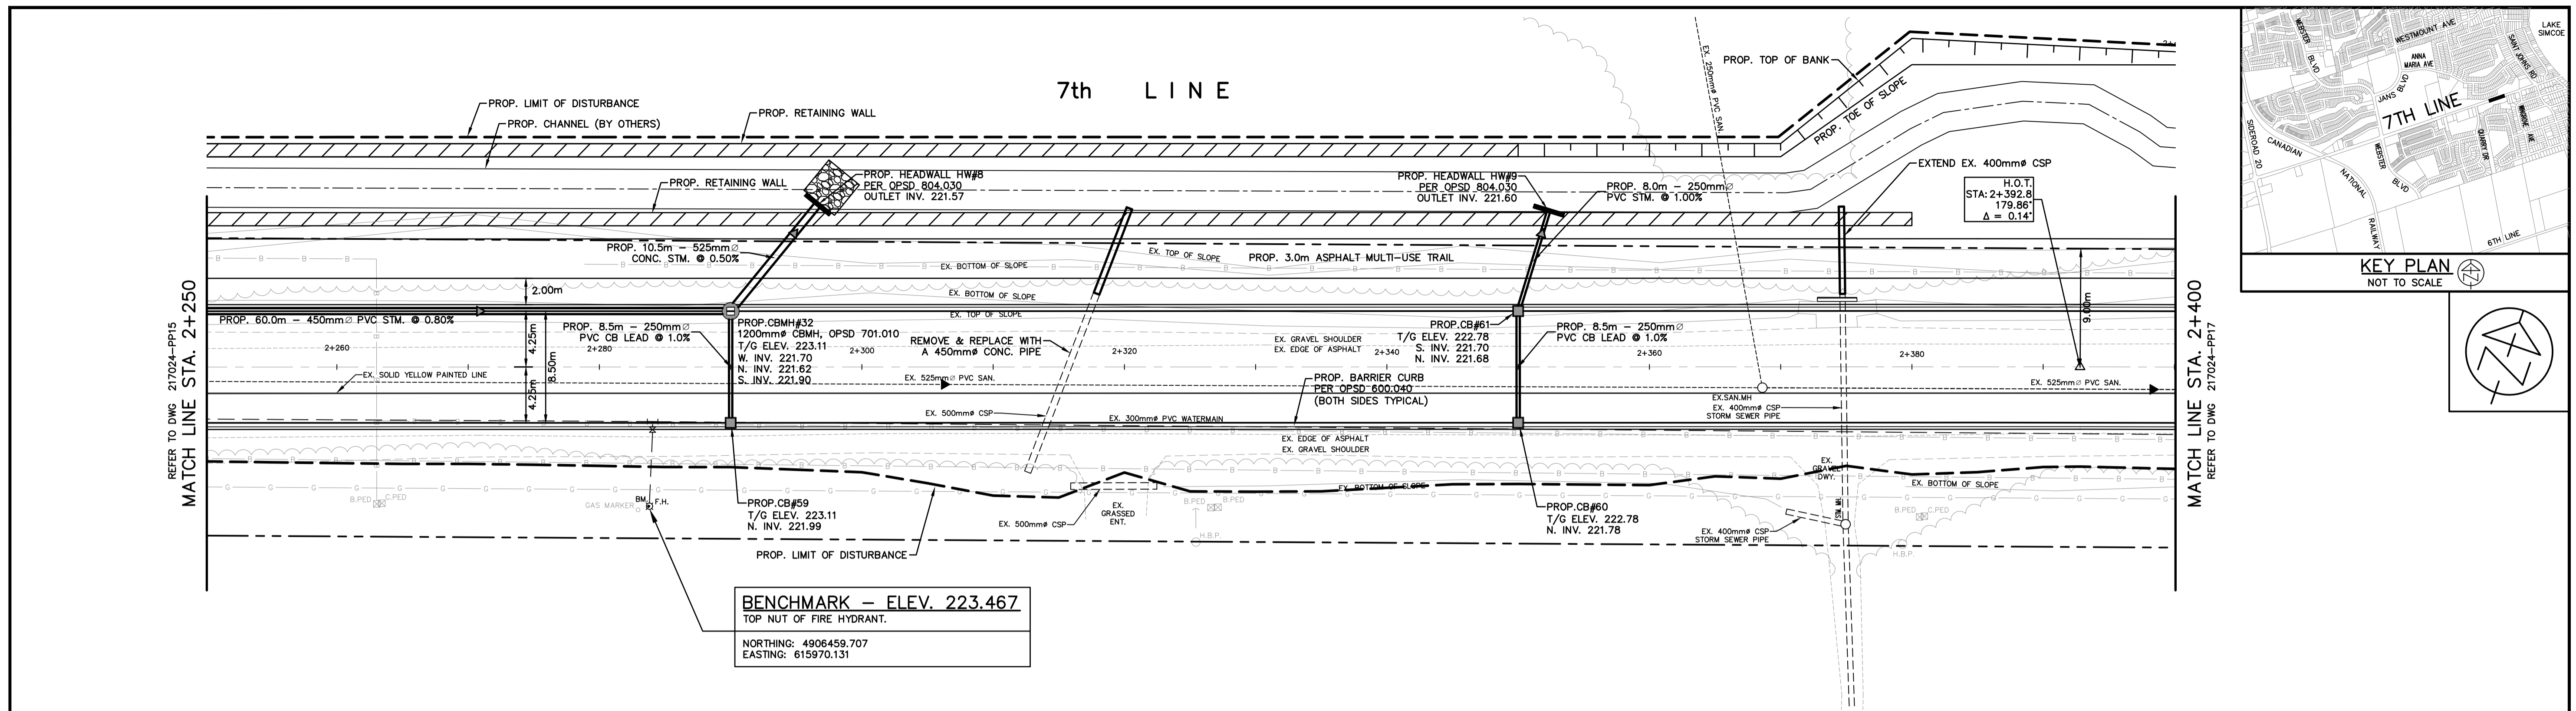 7th LINE
PROP. LIMIT OF DISTURBANCE
PROP. CHANNEL (BY OTHERS)
PROP. RETAINING WALL
PROP. RETAINING WALL
PROP. HEADWALL HW#8
PER OPSD 804.030
OUTLET INV. 221.57
PROP. 10.5m - 525mmØ
CONC. STM. @ 0.50%
PROP. HEADWALL HW#9
PER OPSD 804.030
OUTLET INV. 221.60
PROP. 8.0m - 250mmØ
PVC STM. @ 1.00%
EX. 250mmø PVC SAN.
PROP. TOP OF BANK
PROP. TOE OF SLOPE
EXTEND EX. 400mmø CSP
H.O.T.
STA: 2+392.8
179.86°
Δ = 0.14°
9.00m
EX. BOTTOM OF SLOPE
EX. TOP OF SLOPE
PROP. 3.0m ASPHALT MULTI-USE TRAIL
EX. BOTTOM OF SLOPE
EX. TOP OF SLOPE
REFER TO DWG 217024-PP15
MATCH LINE STA. 2+250
PROP. 60.0m - 450mmø PVC STM. @ 0.80%
2.00m
4.25m
4.25m
8.50m
PROP. 8.5m - 250mmØ
PVC CB LEAD @ 1.0%
PROP.CBMH#32
1200mmø CBMH, OPSD 701.010
T/G ELEV. 223.11
W. INV. 221.70
N. INV. 221.62
S. INV. 221.90
REMOVE & REPLACE WITH
A 450mmø CONC. PIPE
EX. GRAVEL SHOULDER
EX. EDGE OF ASPHALT
PROP.CB#61
T/G ELEV. 222.78
S. INV. 221.70
N. INV. 221.68
PROP. 8.5m - 250mmØ
PVC CB LEAD @ 1.0%
2+260
2+280
2+300
2+320
2+340
2+360
2+380
EX. SOLID YELLOW PAINTED LINE
EX. 525mmø PVC SAN.
PROP. BARRIER CURB
PER OPSD 600.040
(BOTH SIDES TYPICAL)
EX. 525mmø PVC SAN.
EX.SAN.MH
EX. 400mmø CSP
STORM SEWER PIPE
EX. 500mmø CSP
EX. 300mmø PVC WATERMAIN
EX. EDGE OF ASPHALT
EX. GRAVEL SHOULDER
EX. BOTTOM OF SLOPE
EX.
GRAVEL
DWY.
EX. BOTTOM OF SLOPE
B.PED
C.PED
GAS MARKER
BM
F.H.
PROP.CB#59
T/G ELEV. 223.11
N. INV. 221.99
PROP. LIMIT OF DISTURBANCE
EX. 500mmø CSP
EX.
GRASSED
ENT.
B.PED
B.PED
H.B.P.
PROP.CB#60
T/G ELEV. 222.78
N. INV. 221.78
EX. 400mmø CSP
STORM SEWER PIPE
STM. MH.
B.PED
C.PED
H.B.P.
MATCH LINE STA. 2+400
REFER TO DWG 217024-PP17
BENCHMARK - ELEV. 223.467
TOP NUT OF FIRE HYDRANT.
NORTHING: 4906459.707
EASTING: 615970.131
WEBSTER
BLVD
WESTMOUNT AVE
LAKE
SIMCOE
ANNA
MARIA AVE
SAINT JOHNS RD
JANS BLVD
7TH LINE
QUARRY DR
AVE
SIDEROAD 20
CANADIAN
NATIONAL
RAILWAY
WEBSTER
BLVD
6TH LINE
KEY PLAN
NOT TO SCALE